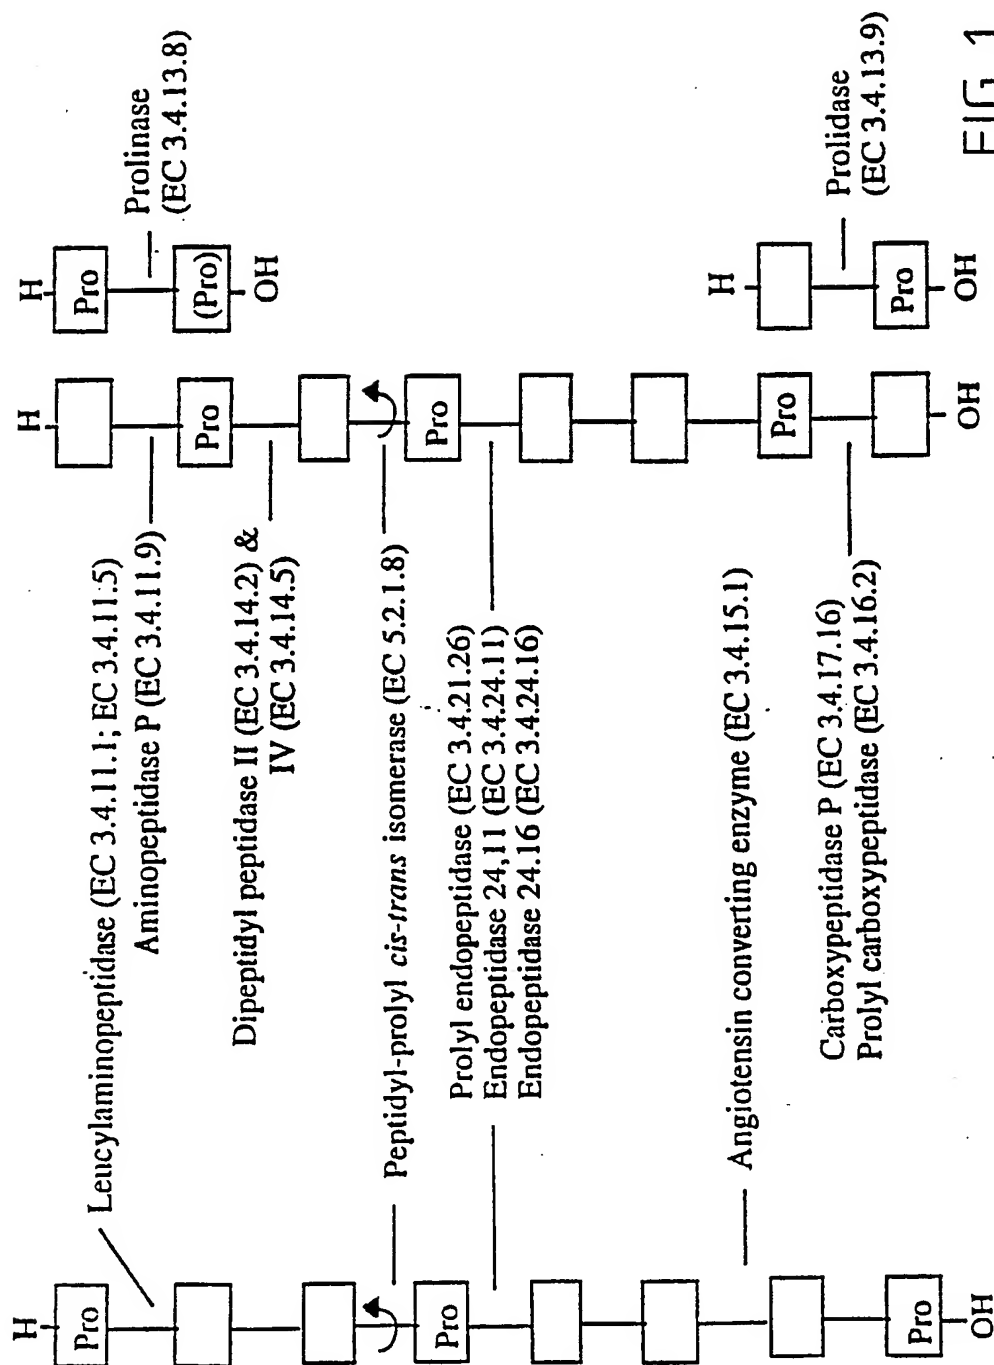 H
Pro
Leucylaminopeptidase (EC 3.4.11.1; EC 3.4.11.5)
Aminopeptidase P (EC 3.4.11.9)
H
Pro
Dipeptidyl peptidase II (EC 3.4.14.2) &
IV (EC 3.4.14.5)
Peptidyl-prolyl cis-trans isomerase (EC 5.2.1.8)
Pro
Pro
Prolyl endopeptidase (EC 3.4.21.26)
Endopeptidase 24,11 (EC 3.4.24.11)
Endopeptidase 24.16 (EC 3.4.24.16)
Angiotensin converting enzyme (EC 3.4.15.1)
Pro
Carboxypeptidase P (EC 3.4.17.16)
Prolyl carboxypeptidase (EC 3.4.16.2)
Pro
OH
OH
H
Pro
Prolinase
(EC 3.4.13.8)
(Pro)
OH
H
Prolidase
(EC 3.4.13.9)
Pro
OH
FIG. 1